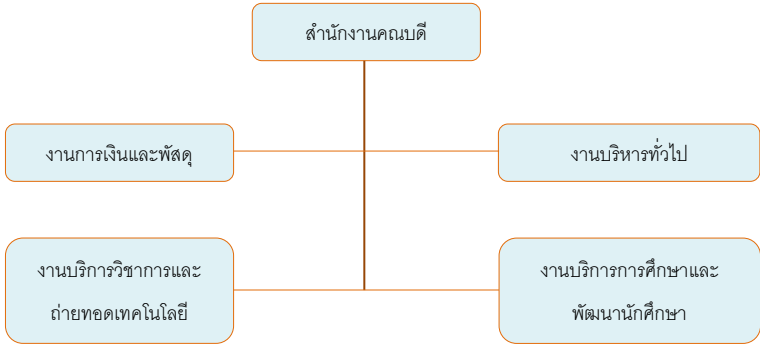 สำนักงานคณบดี
งานการเงินและพัสดุ
งานบริหารทั่วไป
งานบริการวิชาการและ
ถ่ายทอดเทคโนโลยี
งานบริการการศึกษาและ
พัฒนานักศึกษา